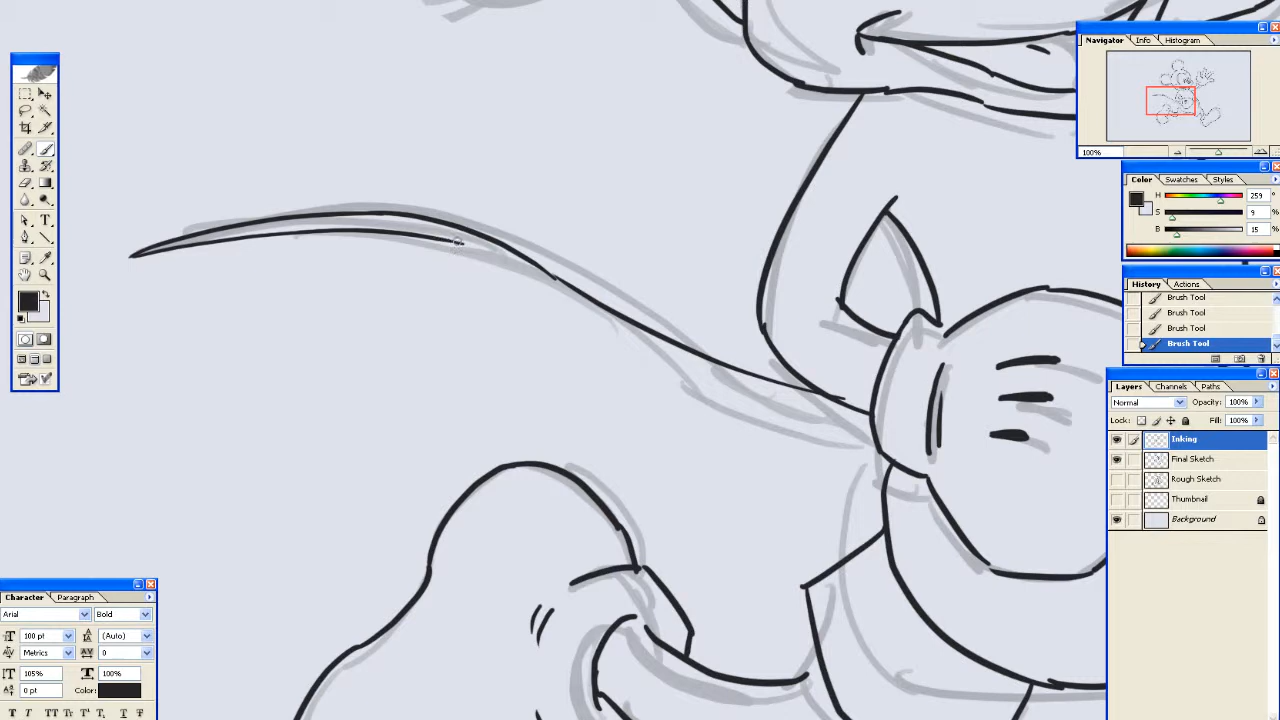 Navigator Info Histogram
100%
Color Swatches Styles
H 259 °
S 9 %
B 15 %
History Actions
Brush Tool
Brush Tool
Brush Tool
Brush Tool
Layers Channels Paths
Normal Opacity: 100%
Lock: Fill: 100%
Inking
Final Sketch
Rough Sketch
Thumbnail
Background
Character Paragraph
Arial Bold
100 pt (Auto)
Metrics 0
105% 100%
0 pt Color:
T T TT Tr T T T T